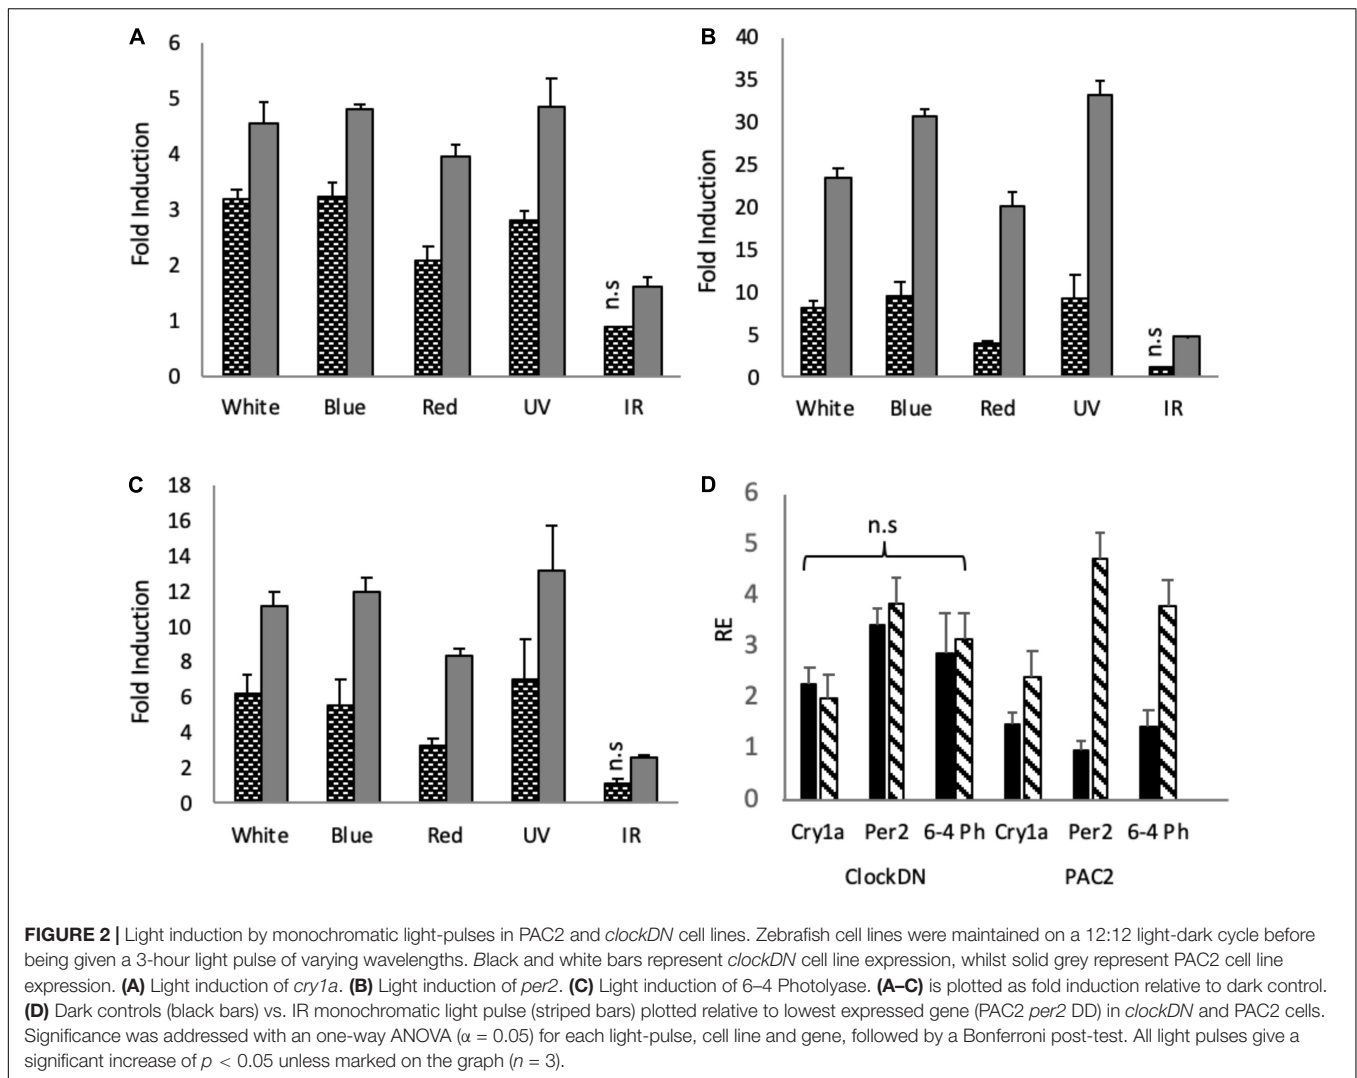 A
6
5
4
3
2
1
0
Fold Induction
n.s
White Blue Red UV IR
B
40
35
30
25
20
15
10
5
0
Fold Induction
n.s
White Blue Red UV IR
C
18
16
14
12
10
8
6
4
2
0
Fold Induction
n.s
White Blue Red UV IR
D
6
5
4
3
2
1
0
RE
n.s
Cry1a Per2 6-4 Ph Cry1a Per2 6-4 Ph
ClockDN PAC2
FIGURE 2 | Light induction by monochromatic light-pulses in PAC2 and clockDN cell lines. Zebrafish cell lines were maintained on a 12:12 light-dark cycle before
being given a 3-hour light pulse of varying wavelengths. Black and white bars represent clockDN cell line expression, whilst solid grey represent PAC2 cell line
expression. (A) Light induction of cry1a. (B) Light induction of per2. (C) Light induction of 6–4 Photolyase. (A–C) is plotted as fold induction relative to dark control.
(D) Dark controls (black bars) vs. IR monochromatic light pulse (striped bars) plotted relative to lowest expressed gene (PAC2 per2 DD) in clockDN and PAC2 cells.
Significance was addressed with an one-way ANOVA (α = 0.05) for each light-pulse, cell line and gene, followed by a Bonferroni post-test. All light pulses give a
significant increase of p < 0.05 unless marked on the graph (n = 3).